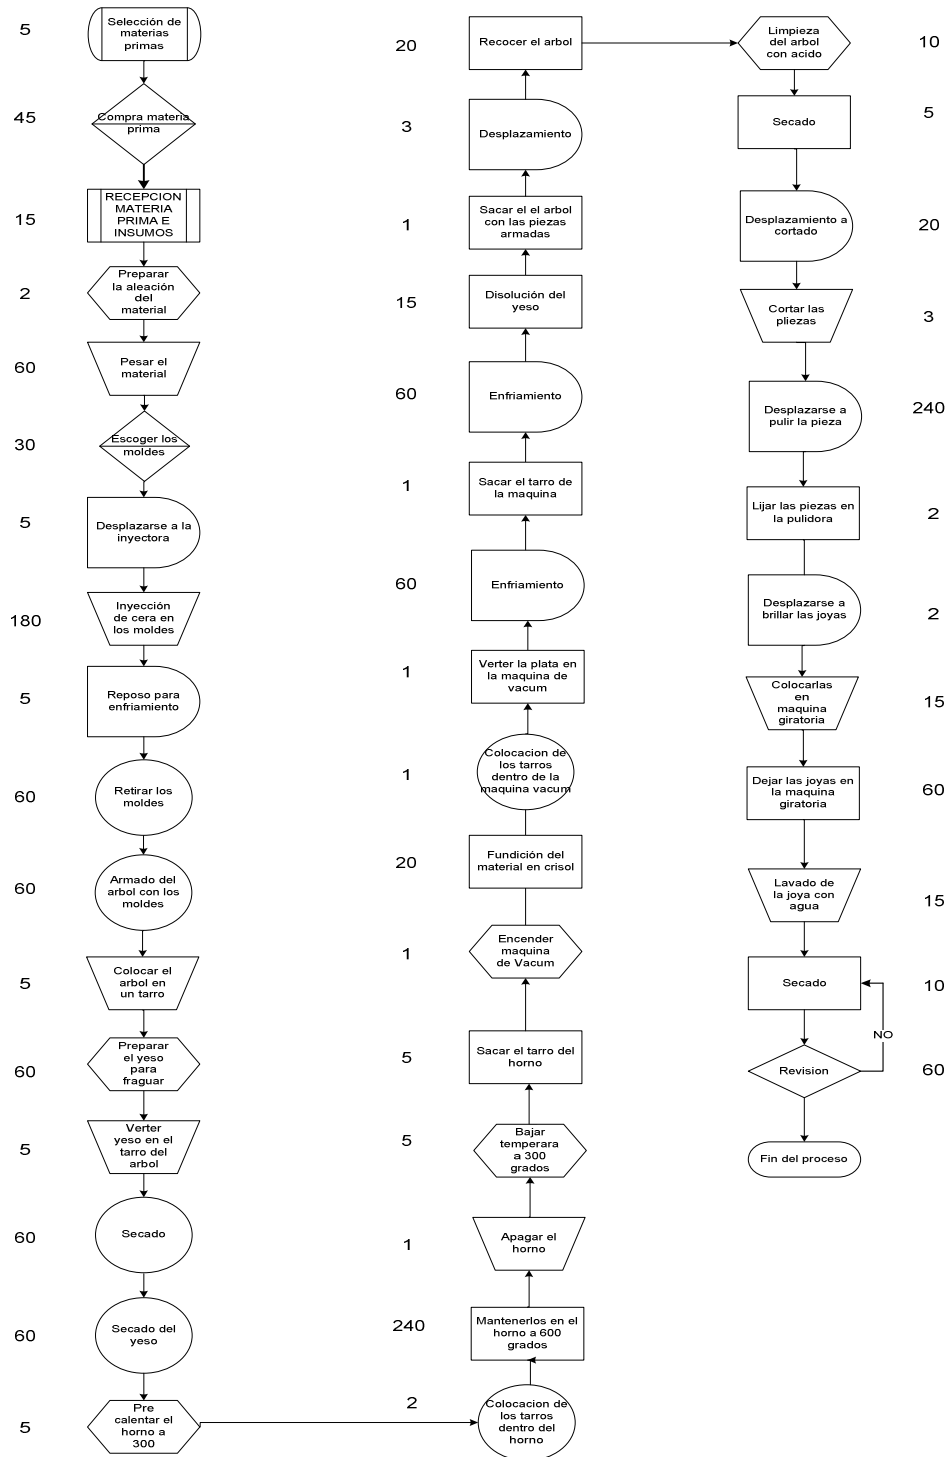 5
Selección de
materias
primas
45
Compra materia
prima
15
RECEPCION
MATERIA
PRIMA E
INSUMOS
2
Preparar
la aleación
del
material
60
Pesar el
material
30
Escoger los
moldes
5
Desplazarse a la
inyectora
180
Inyección
de cera en
los moldes
5
Reposo para
enfriamiento
60
Retirar los
moldes
60
Armado del
arbol con los
moldes
5
Colocar el
arbol en
un tarro
60
Preparar
el yeso
para
fraguar
5
Verter
yeso en el
tarro del
arbol
60
Secado
60
Secado del
yeso
5
Pre
calentar el
horno a
300
2
Colocacion de
los tarros
dentro del
horno
240
Mantenerlos en el
horno a 600
grados
1
Apagar el
horno
5
Bajar
temperara
a 300
grados
5
Sacar el tarro del
horno
1
Encender
maquina
de Vacum
20
Fundición del
material en crisol
1
Colocacion de
los tarros
dentro de la
maquina vacum
1
Verter la plata en
la maquina de
vacum
60
Enfriamiento
1
Sacar el tarro de
la maquina
60
Enfriamiento
15
Disolución del
yeso
1
Sacar el el arbol
con las piezas
armadas
3
Desplazamiento
20
Recocer el arbol
Limpieza
del arbol
con acido
10
Secado
5
Desplazamiento a
cortado
20
Cortar las
pliezas
3
Desplazarse a
pulir la pieza
240
Lijar las piezas en
la pulidora
2
Desplazarse a
brillar las joyas
2
Colocarlas
en
maquina
giratoria
15
Dejar las joyas en
la maquina
giratoria
60
Lavado de
la joya con
agua
15
Secado
10
NO
Revision
60
Fin del proceso